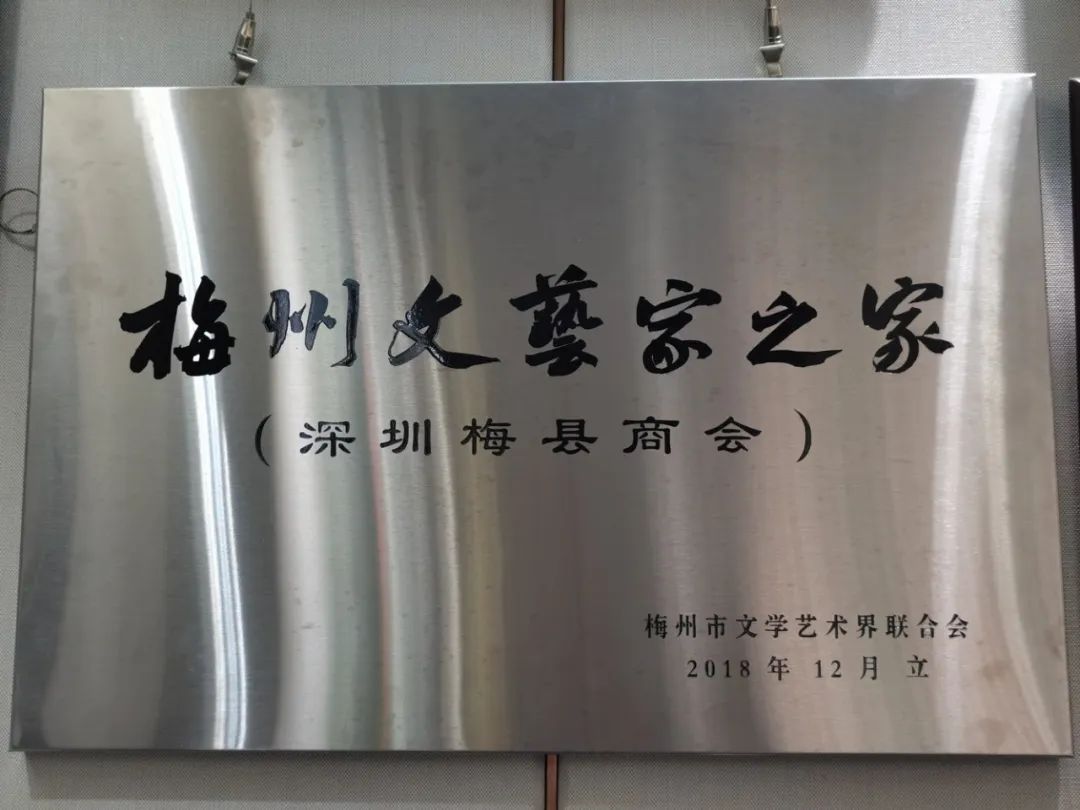 梅州文藝家之家
（深圳梅县商会）
梅州市文学艺术界联合会
2018年12月 立